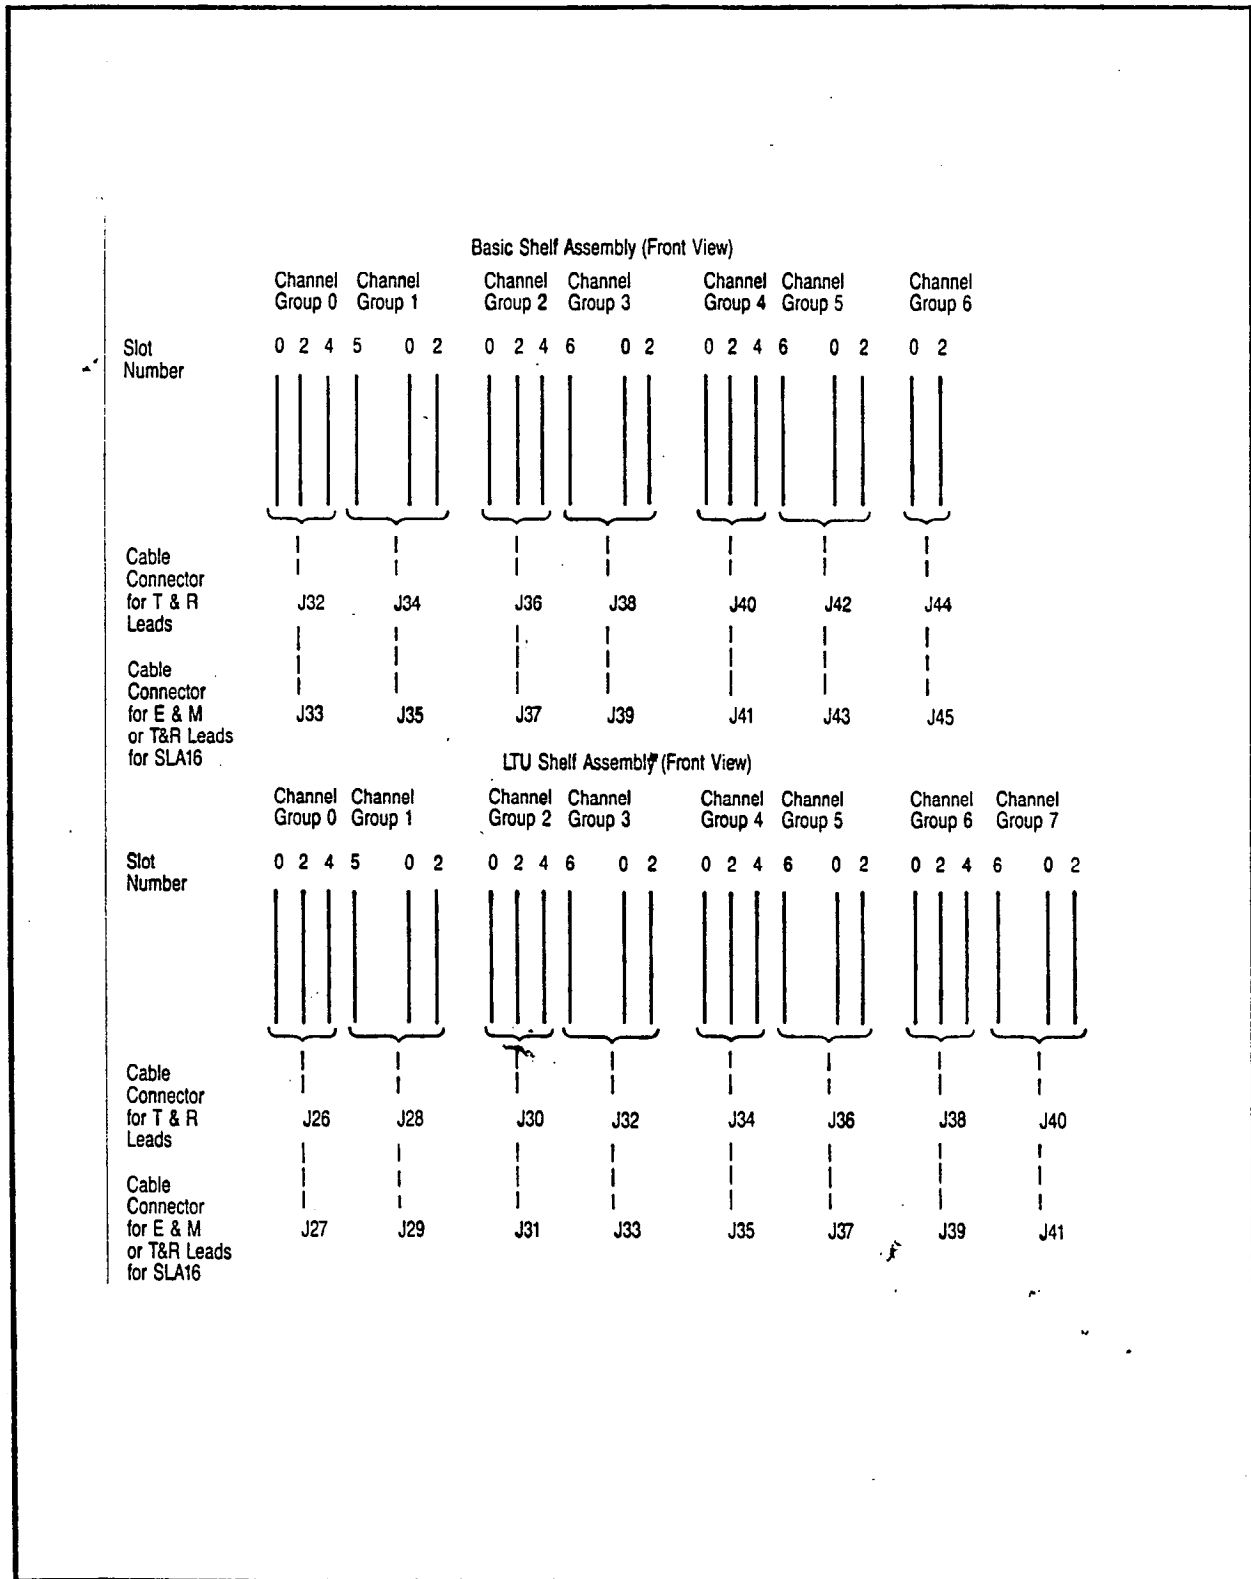 Basic Shelf Assembly (Front View)
Channel Group 0 Channel Group 1 Channel Group 2 Channel Group 3 Channel Group 4 Channel Group 5 Channel Group 6
Slot Number 0 2 4 5 0 2 0 2 4 6 0 2 0 2 4 6 0 2 0 2
Cable Connector for T & R Leads J32 J34 J36 J38 J40 J42 J44
Cable Connector for E & M or T&R Leads for SLA16 J33 J35 J37 J39 J41 J43 J45
LTU Shelf Assembly (Front View)
Channel Group 0 Channel Group 1 Channel Group 2 Channel Group 3 Channel Group 4 Channel Group 5 Channel Group 6 Channel Group 7
Slot Number 0 2 4 5 0 2 0 2 4 6 0 2 0 2 4 6 0 2 0 2 4 6 0 2
Cable Connector for T & R Leads J26 J28 J30 J32 J34 J36 J38 J40
Cable Connector for E & M or T&R Leads for SLA16 J27 J29 J31 J33 J35 J37 J39 J41